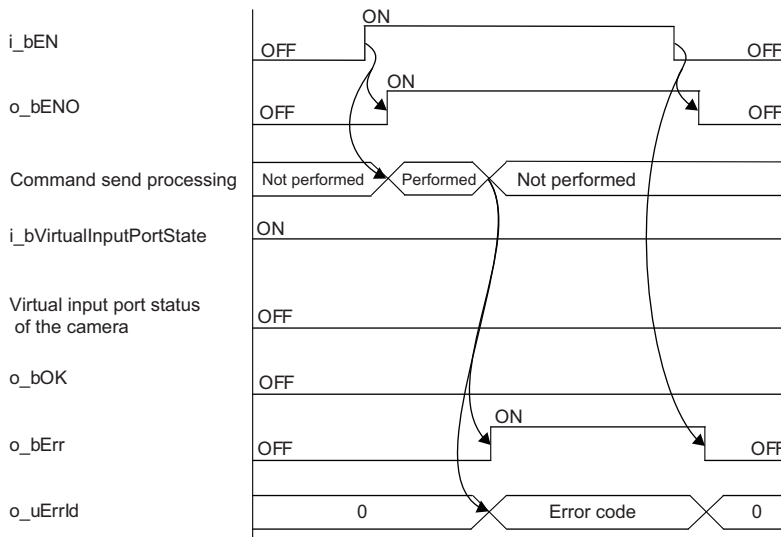 ON
i_bEN
OFF
OFF
ON
o_bENO
OFF
OFF
Command send processing
Not performed
Performed
Not performed
i_bVirtualInputPortState
ON
Virtual input port status
of the camera
OFF
o_bOK
OFF
ON
o_bErr
OFF
OFF
o_uErrId
0
Error code
0